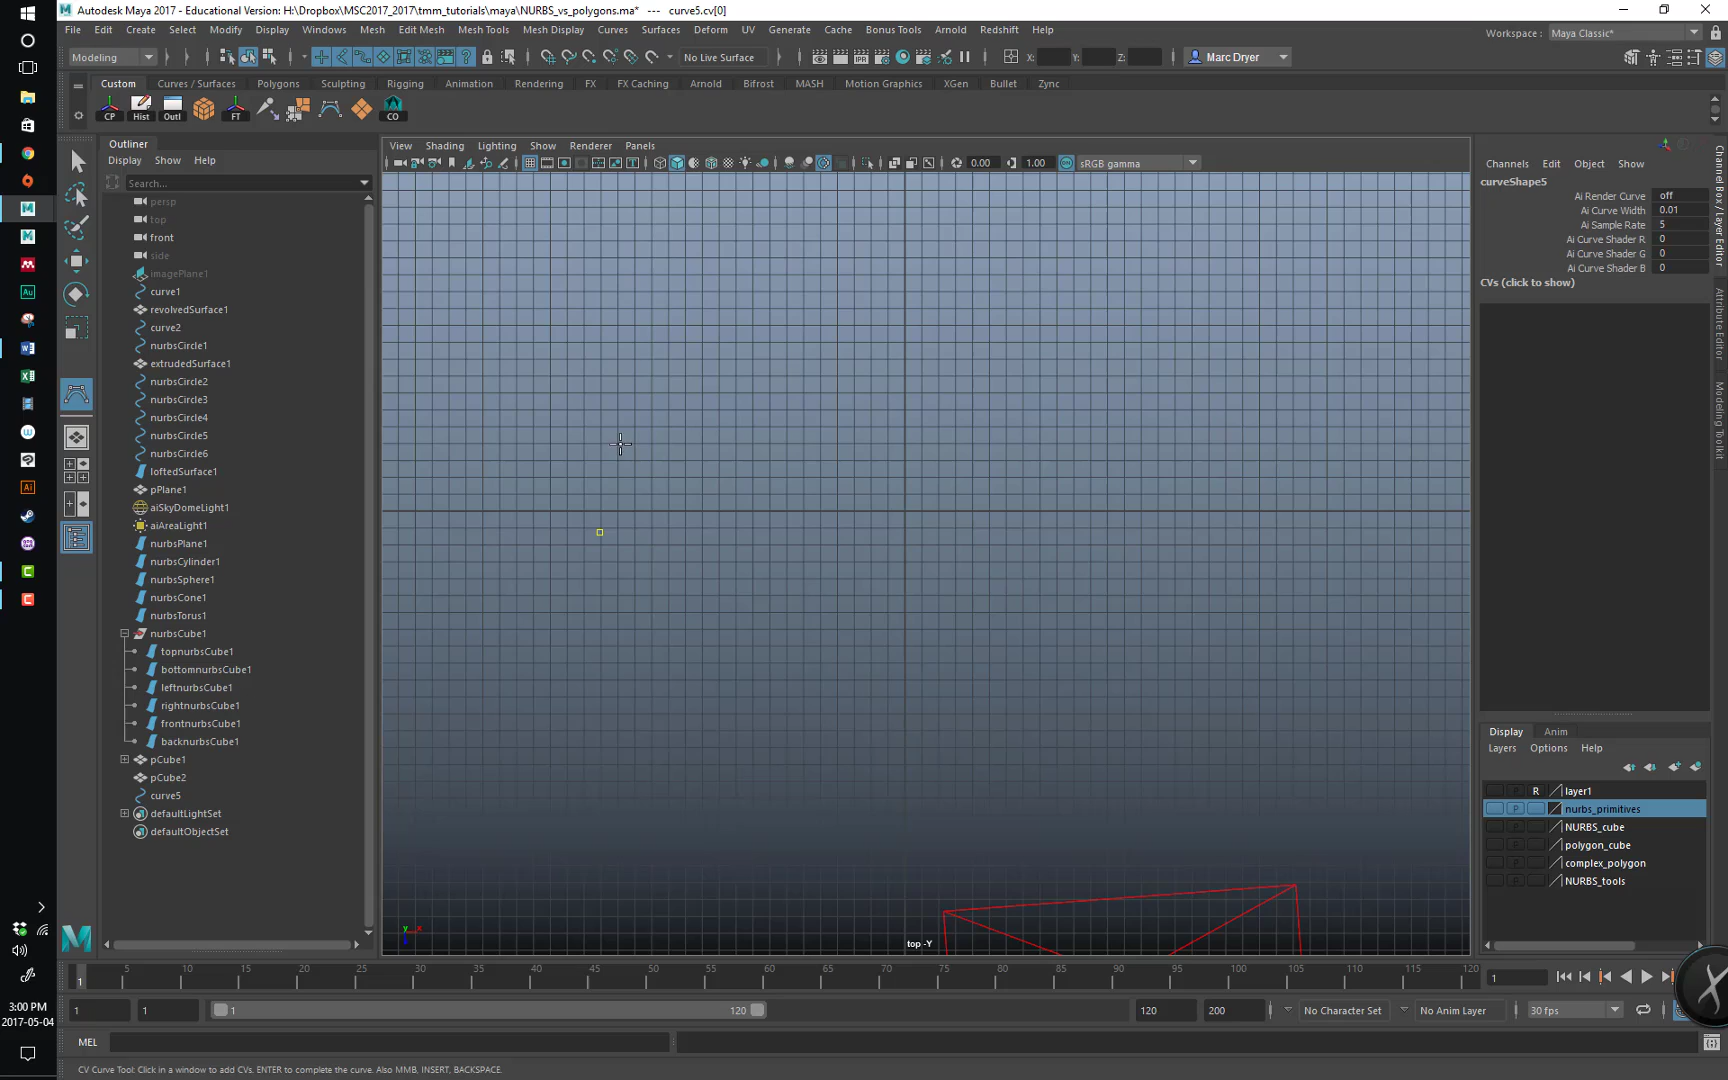 Autodesk Maya 2017 - Educational Version: H:\Dropbox\MSC2017_2017\tmm_tutorials\maya\NURBS_vs_polygons.ma* --- curve5.cv[0]
File Edit Create Select Modify Display Windows Mesh Edit Mesh Mesh Tools Mesh Display Curves Surfaces Deform UV Generate Cache Bonus Tools Arnold Redshift Help
Workspace: Maya Classic*
Modeling No Live Surface X: Y: Z: Marc Dryer
Custom Curves / Surfaces Polygons Sculpting Rigging Animation Rendering FX FX Caching Arnold Bifrost MASH Motion Graphics XGen Bullet Zync
CP Hist Outl FT CO
Outliner
Display Show Help
Search...
persp
top
front
side
imagePlane1
curve1
revolvedSurface1
curve2
nurbsCircle1
extrudedSurface1
nurbsCircle2
nurbsCircle3
nurbsCircle4
nurbsCircle5
nurbsCircle6
loftedSurface1
pPlane1
aiSkyDomeLight1
aiAreaLight1
nurbsPlane1
nurbsCylinder1
nurbsSphere1
nurbsCone1
nurbsTorus1
nurbsCube1
topnurbsCube1
bottomnurbsCube1
leftnurbsCube1
rightnurbsCube1
frontnurbsCube1
backnurbsCube1
pCube1
pCube2
curve5
defaultLightSet
defaultObjectSet
View Shading Lighting Show Renderer Panels
0.00 1.00 sRGB gamma
y x
top -Y
Channels Edit Object Show
curveShape5
Ai Render Curve off
Ai Curve Width 0.01
Ai Sample Rate 5
Ai Curve Shader R 0
Ai Curve Shader G 0
Ai Curve Shader B 0
CVs (click to show)
Channel Box / Layer Editor
Attribute Editor
Modeling Toolkit
Display Anim
Layers Options Help
R layer1
P nurbs_primitives
P NURBS_cube
P polygon_cube
P complex_polygon
P NURBS_tools
1 5 10 15 20 25 30 35 40 45 50 55 60 65 70 75 80 85 90 95 100 105 110 115 120 1
1 1 1 120 120 200 No Character Set No Anim Layer 30 fps
MEL
CV Curve Tool: Click in a window to add CVs. ENTER to complete the curve. Also MMB, INSERT, BACKSPACE.
3:00 PM
2017-05-04